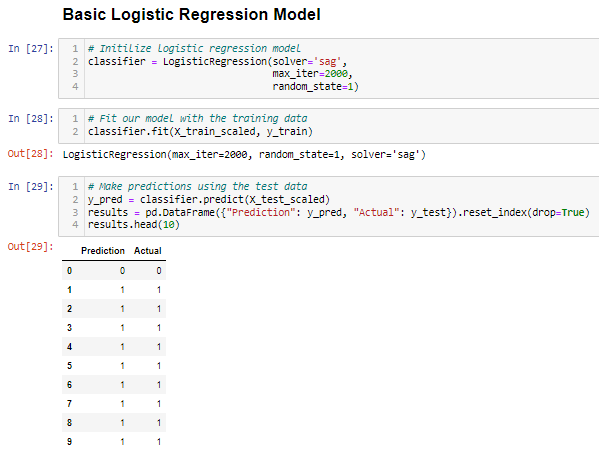 Basic Logistic Regression Model
In [27]:
1 # Initilize Logistic regression model
2 classifier = LogisticRegression(solver='sag',
3 max_iter=2000,
4 random_state=1)
In [28]:
1 # Fit our model with the training data
2 classifier.fit(X_train_scaled, y_train)
Out[28]: LogisticRegression(max_iter=2000, random_state=1, solver='sag')
In [29]:
1 # Make predictions using the test data
2 y_pred = classifier.predict(X_test_scaled)
3 results = pd.DataFrame({"Prediction": y_pred, "Actual": y_test}).reset_index(drop=True)
4 results.head(10)
Out[29]:
Prediction Actual
0 0 0
1 1 1
2 1 1
3 1 1
4 1 1
5 1 1
6 1 1
7 1 1
8 1 1
9 1 1